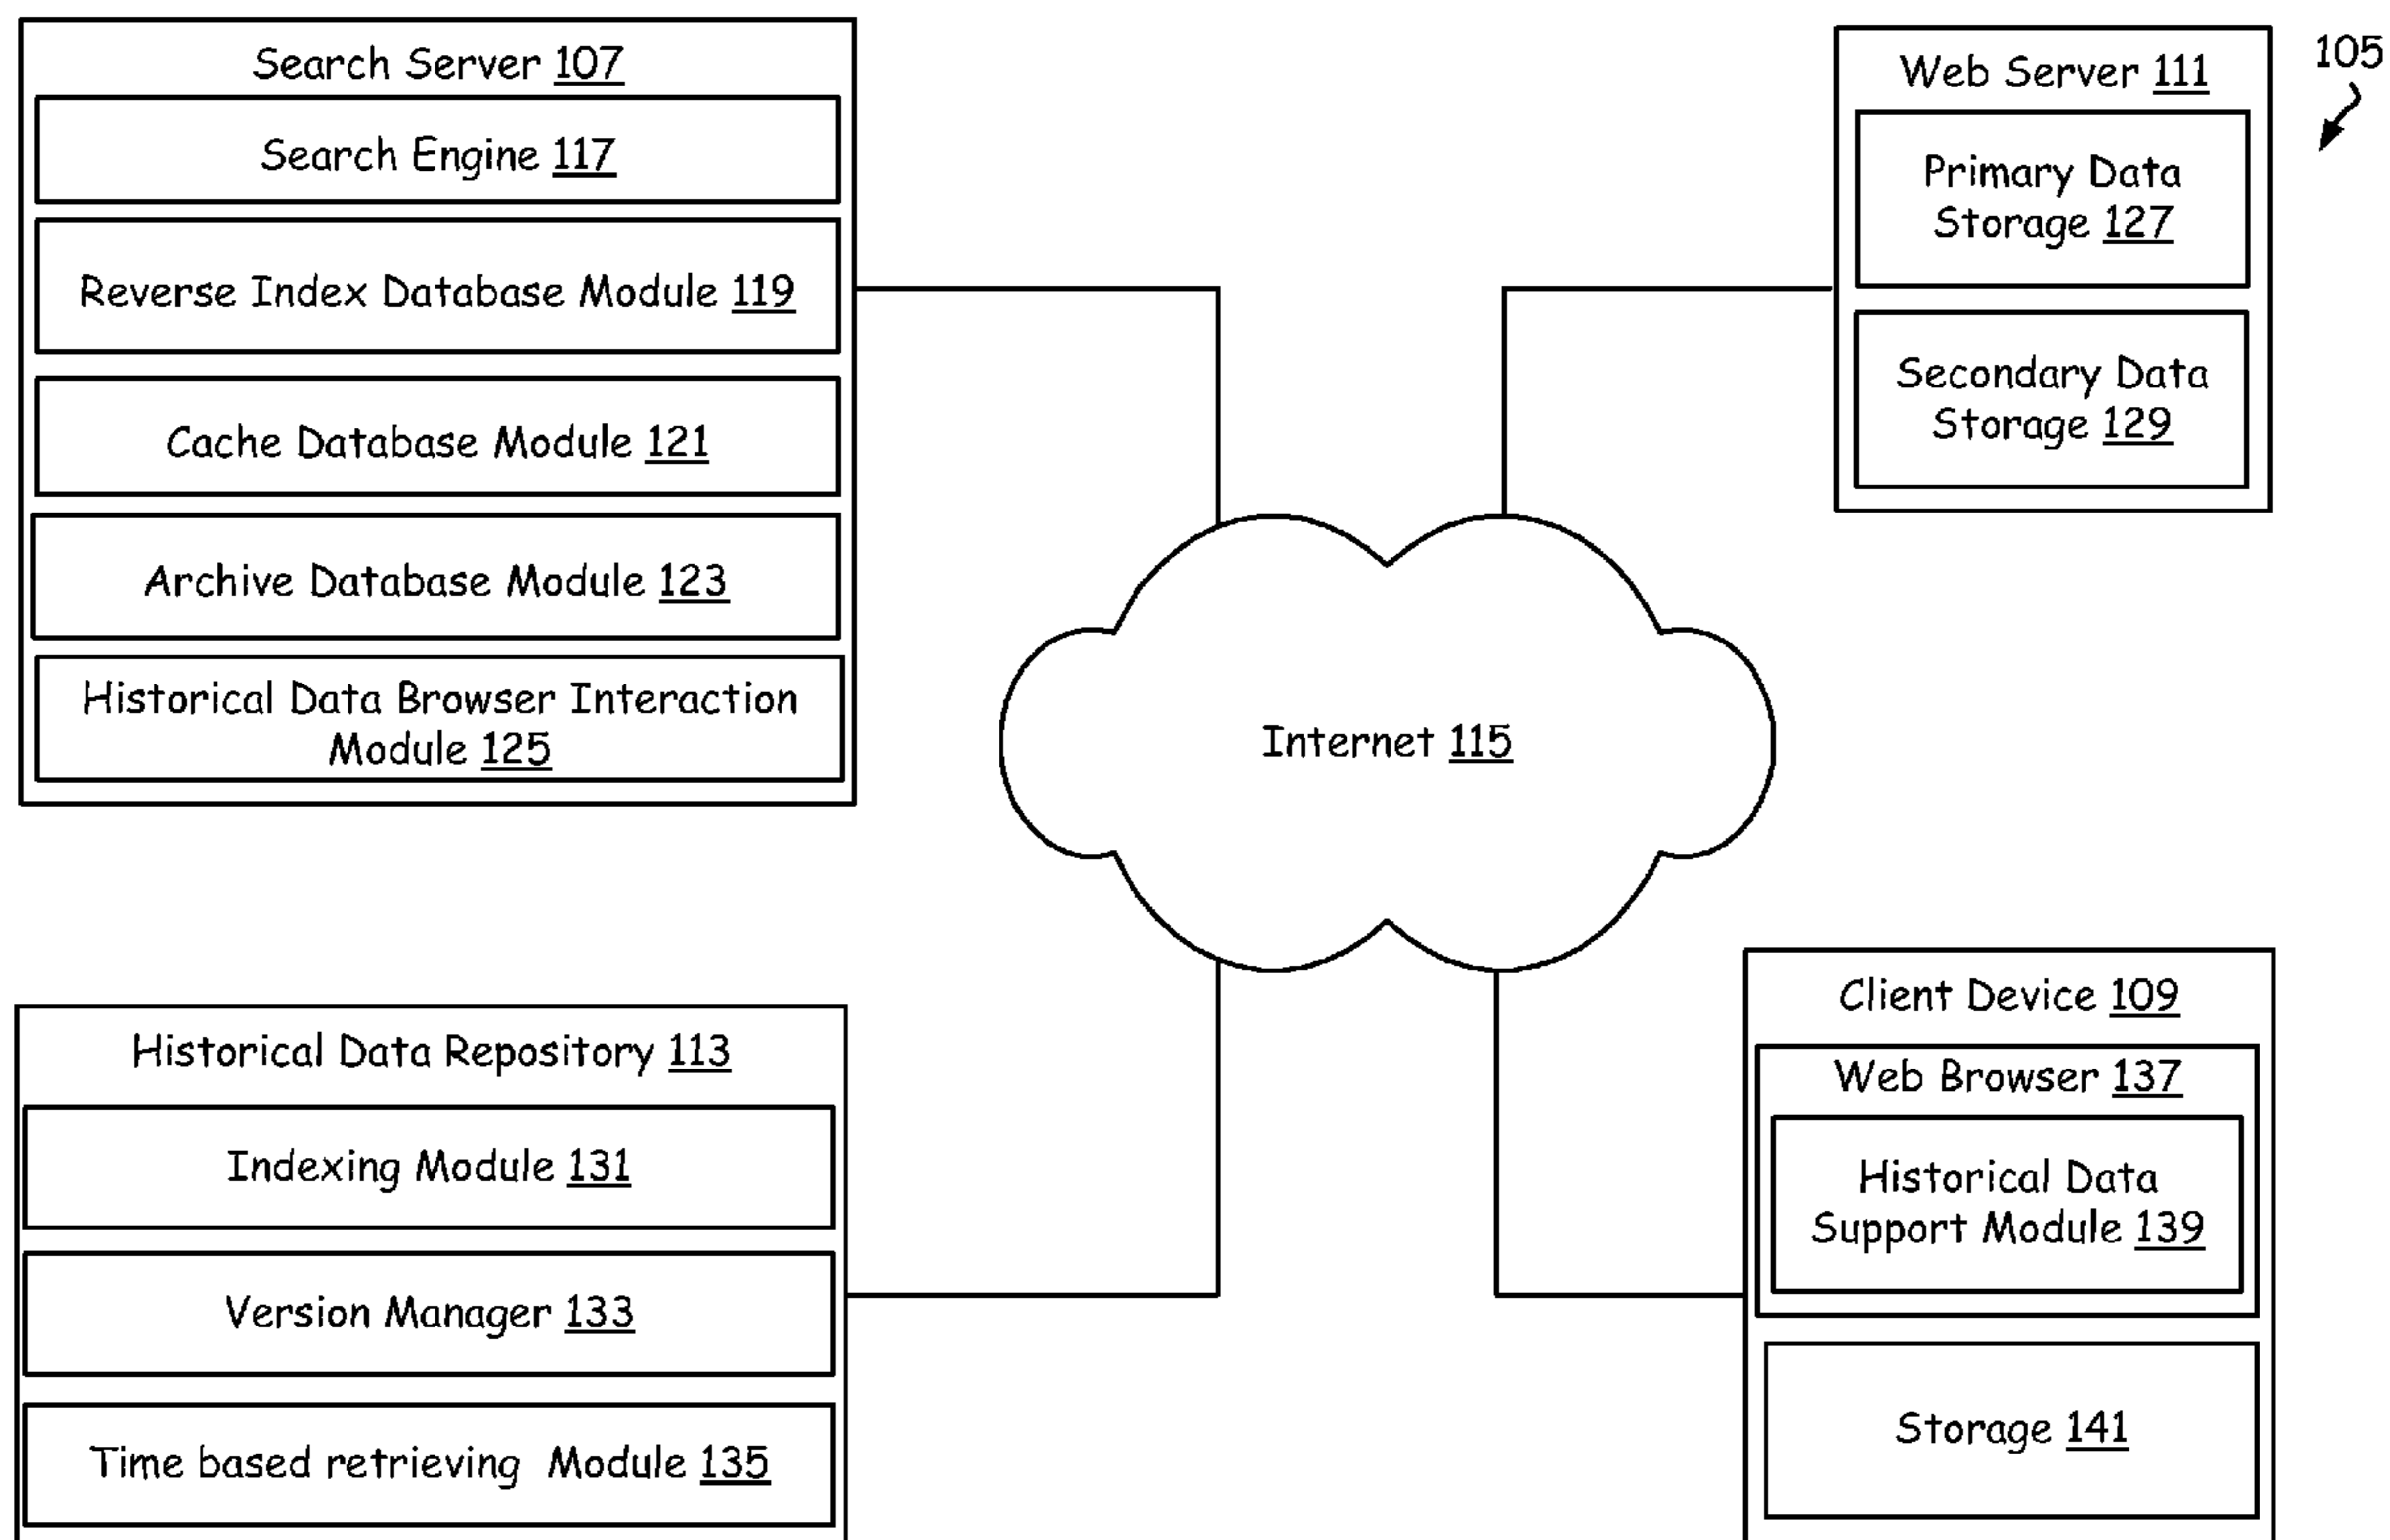 Search Server 107
Search Engine 117
Reverse Index Database Module 119
Cache Database Module 121
Archive Database Module 123
Historical Data Browser Interaction
Module 125
Web Server 111
Primary Data
Storage 127
Secondary Data
Storage 129
105
Internet 115
Historical Data Repository 113
Indexing Module 131
Version Manager 133
Time based retrieving Module 135
Client Device 109
Web Browser 137
Historical Data
Support Module 139
Storage 141